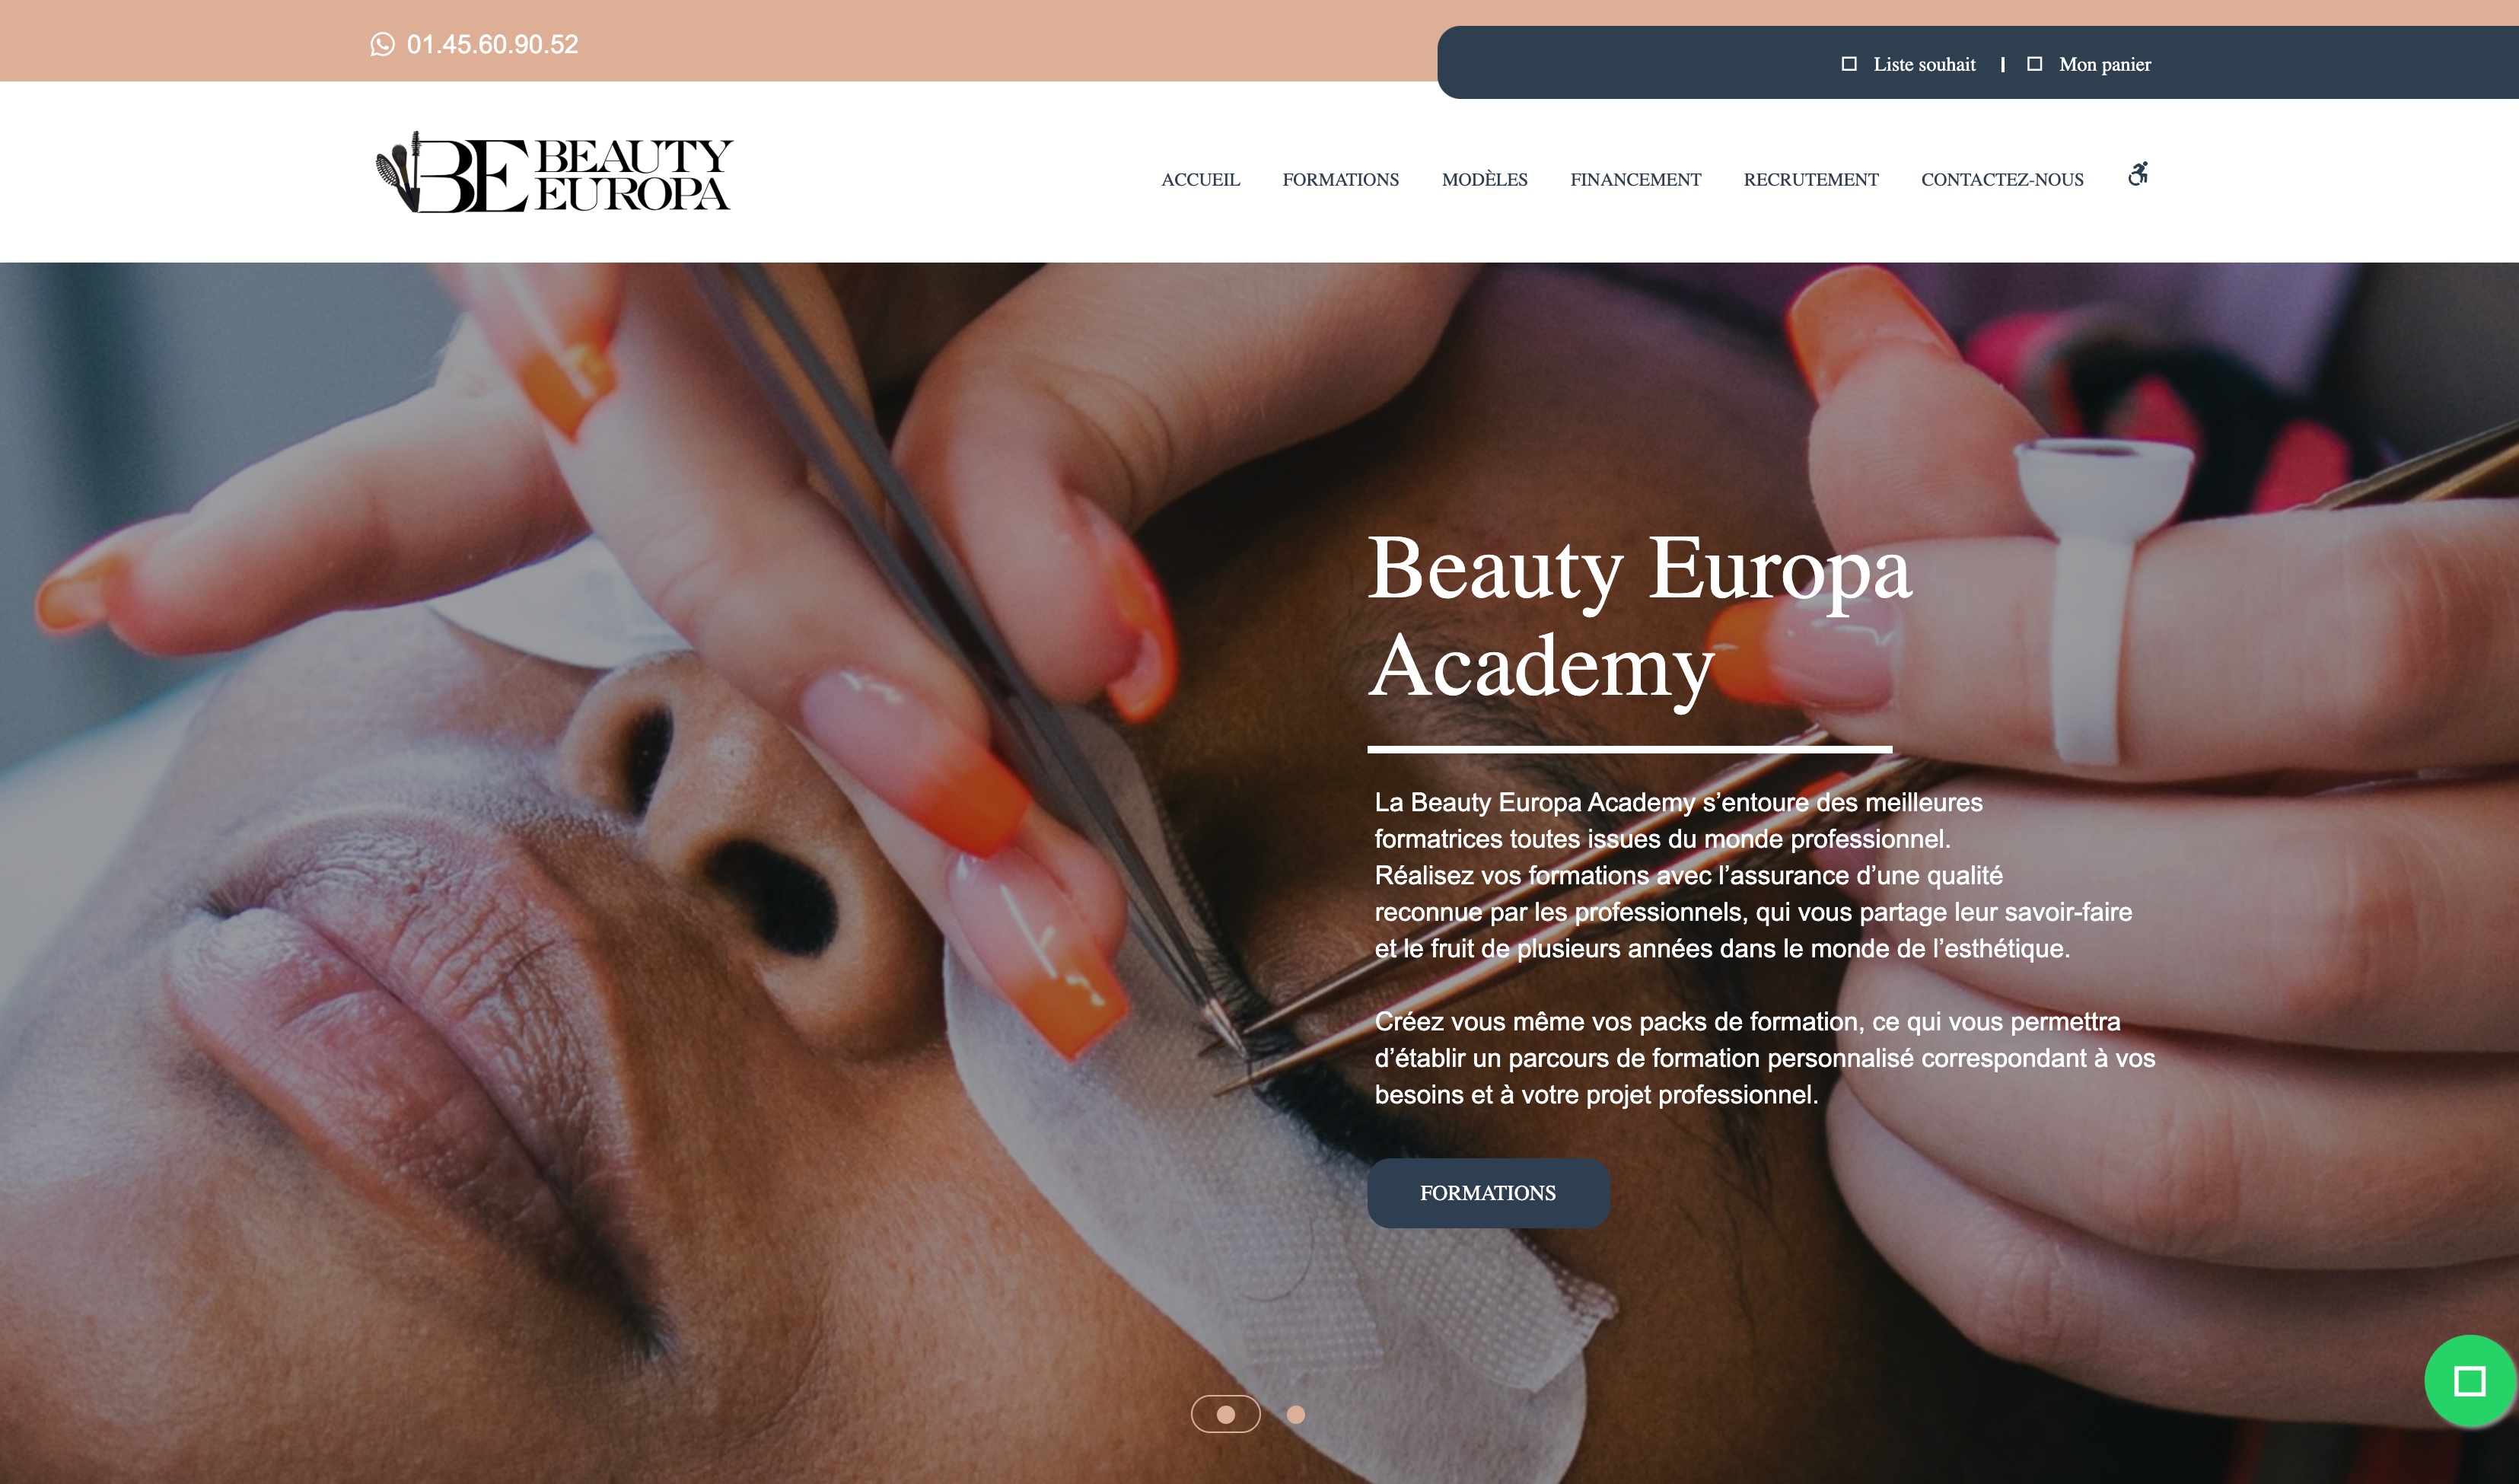 01.45.60.90.52
Liste souhait | Mon panier
BE BEAUTY EUROPA
ACCUEIL FORMATIONS MODÈLES FINANCEMENT RECRUTEMENT CONTACTEZ-NOUS
Beauty Europa
Academy
La Beauty Europa Academy s’entoure des meilleures
formatrices toutes issues du monde professionnel.
Réalisez vos formations avec l’assurance d’une qualité
reconnue par les professionnels, qui vous partage leur savoir-faire
et le fruit de plusieurs années dans le monde de l’esthétique.
Créez vous même vos packs de formation, ce qui vous permettra
d’établir un parcours de formation personnalisé correspondant à vos
besoins et à votre projet professionnel.
FORMATIONS